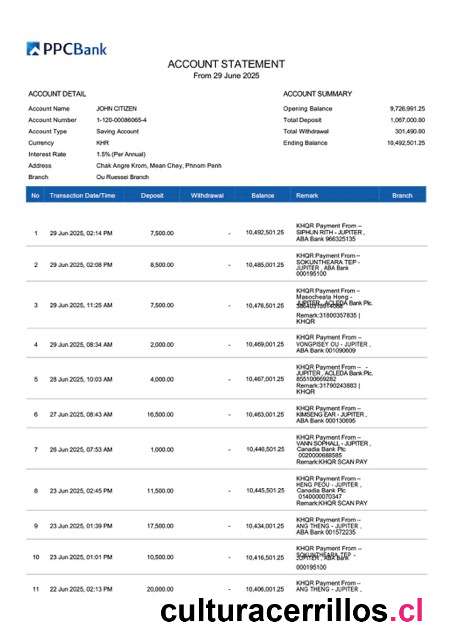 PPCBank
ACCOUNT STATEMENT
From 29 June 2025
ACCOUNT DETAIL
Account Name JOHN CITIZEN
Account Number 1-120-00086065-4
Account Type Saving Account
Currency KHR
Interest Rate 1.5% (Per Annual)
Address Chak Angre Krom, Mean Chey, Phnom Penh
Branch Ou Ruessei Branch
ACCOUNT SUMMARY
Opening Balance 9,726,991.25
Total Deposit 1,067,000.00
Total Withdrawal 301,490.00
Ending Balance 10,492,501.25
No Transaction Date/Time Deposit Withdrawal Balance Remark Branch
1 29 Jun 2025, 02:14 PM 7,500.00 - 10,492,501.25
KHQR Payment From –
SIPHUN RITH - JUPITER ,
ABA Bank 966325135
2 29 Jun 2025, 02:08 PM 8,500.00 - 10,485,001.25
KHQR Payment From –
SOKUNTHEARA TEP -
JUPITER , ABA Bank
000195100
3 29 Jun 2025, 11:25 AM 7,500.00 - 10,476,501.25
KHQR Payment From –
Masocheata Hong -
JUPITER , ACLEDA Bank Plc.
Remark:31800357835 |
KHQR
4 29 Jun 2025, 08:34 AM 2,000.00 - 10,469,001.25
KHQR Payment From –
VONGPISEY OU - JUPITER ,
ABA Bank 001090609
5 28 Jun 2025, 10:03 AM 4,000.00 - 10,467,001.25
KHQR Payment From – -
JUPITER , ACLEDA Bank Plc.
855100669282
Remark:31790243883 |
KHQR
6 27 Jun 2025, 08:43 AM 16,500.00 - 10,463,001.25
KHQR Payment From –
KIMSENG EAR - JUPITER ,
ABA Bank 000130695
7 26 Jun 2025, 07:53 AM 1,000.00 - 10,446,501.25
KHQR Payment From –
VANN SOPHALL - JUPITER ,
Canadia Bank Plc
0020000688585
Remark:KHQR SCAN PAY
8 23 Jun 2025, 02:45 PM 11,500.00 - 10,445,501.25
KHQR Payment From –
HENG PEOU - JUPITER ,
Canadia Bank Plc
0140000070347
Remark:KHQR SCAN PAY
9 23 Jun 2025, 01:39 PM 17,500.00 - 10,434,001.25
KHQR Payment From –
ANG THENG - JUPITER ,
ABA Bank 001572235
10 23 Jun 2025, 01:01 PM 10,500.00 - 10,416,501.25
KHQR Payment From –
SOKUNTHEARA TEP -
JUPITER , ABA Bank
000195100
11 22 Jun 2025, 02:13 PM 20,000.00 - 10,406,001.25
KHQR Payment From –
ANG THENG - JUPITER ,
culturacerrillos.cl